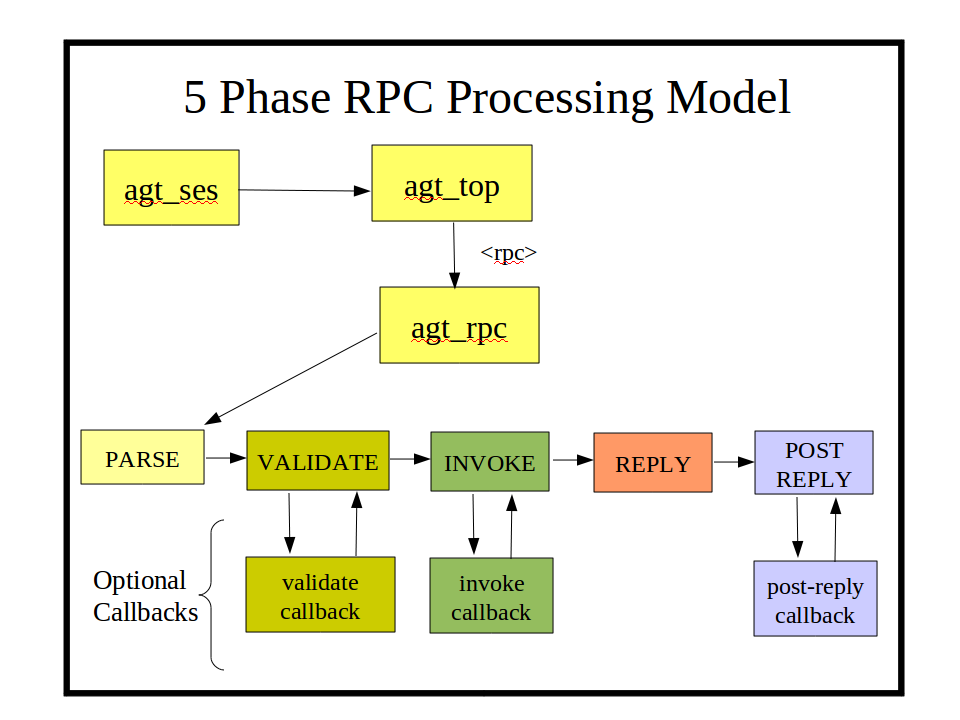 5 Phase RPC Processing Model
agt_ses
agt_top
<rpc>
agt_rpc
PARSE
VALIDATE
INVOKE
REPLY
POST
REPLY
Optional
Callbacks
validate
callback
invoke
callback
post-reply
callback